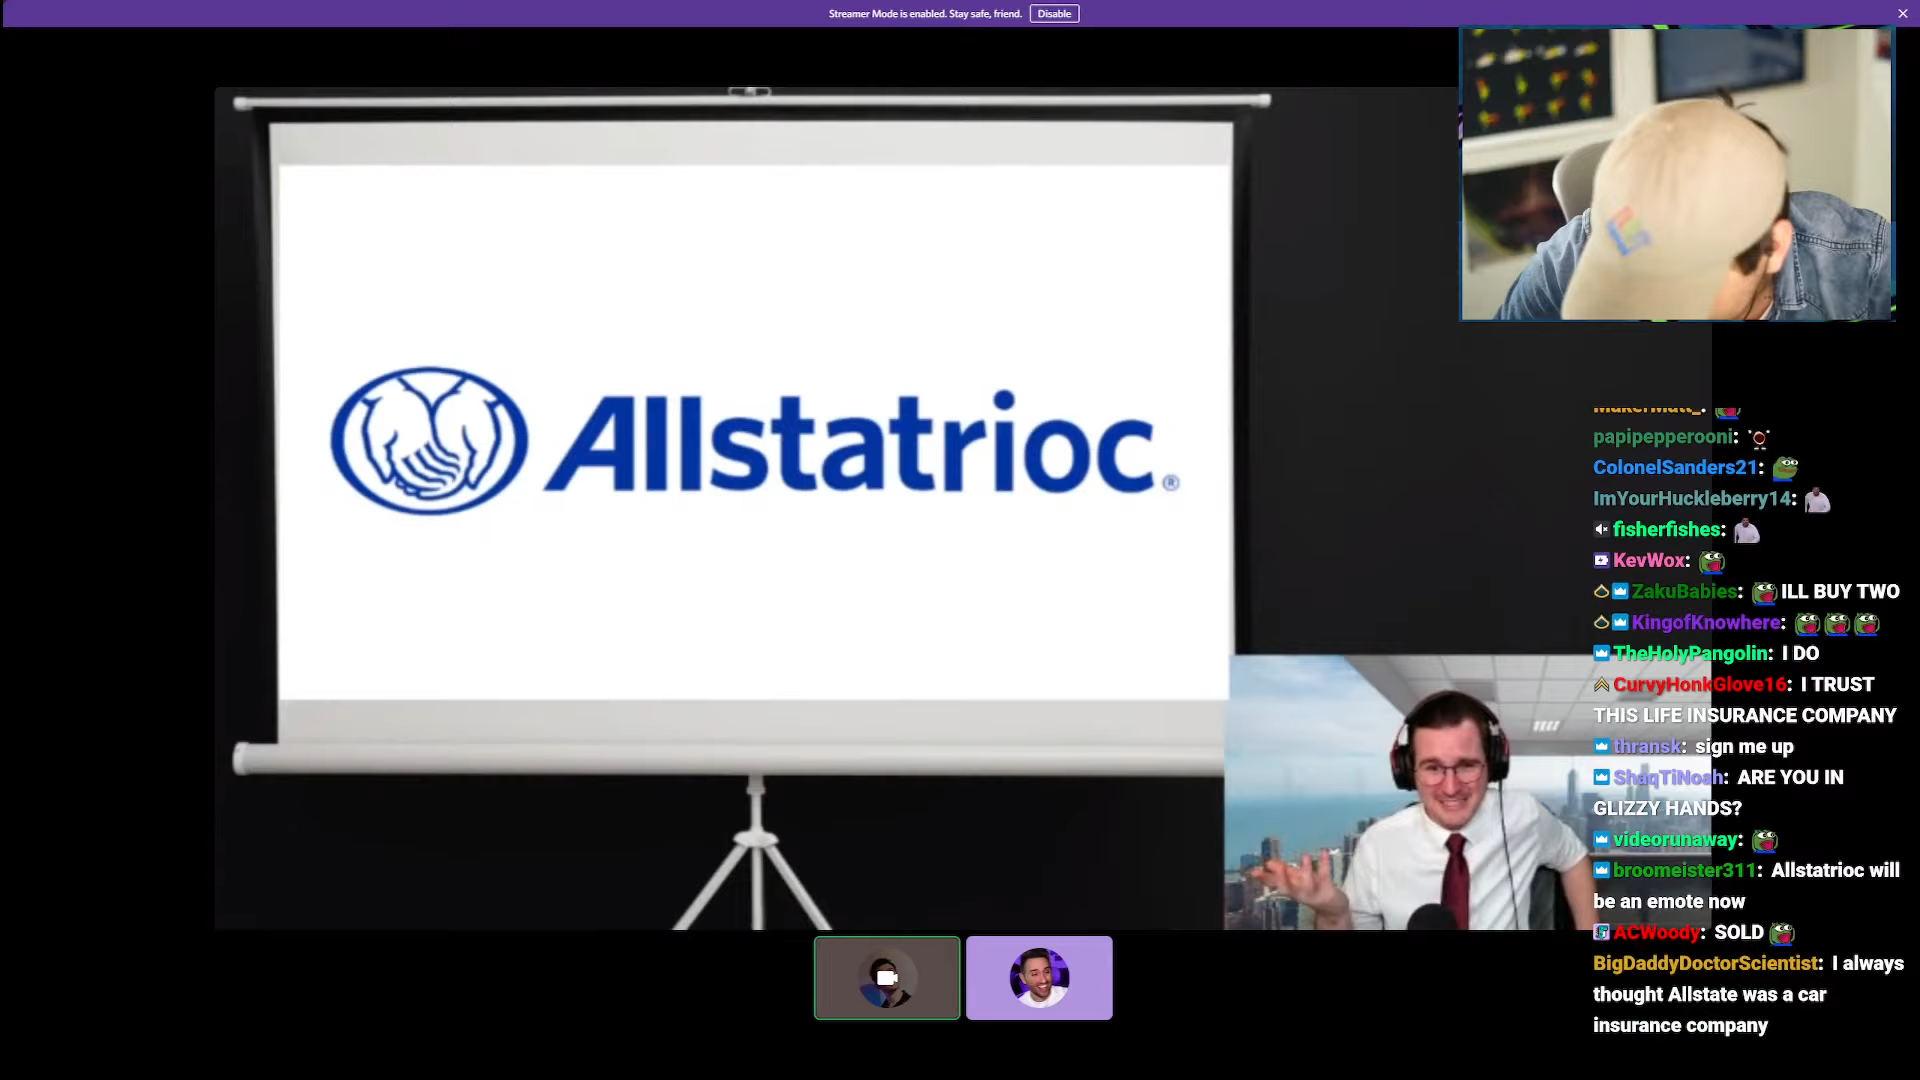 Streamer Mode is enabled. Stay safe, friend. Disable
Allstatrioc®
papipepperooni:
ColonelSanders21:
ImYourHuckleberry14:
fisherfishes:
KevWox:
ZakuBabies: ILL BUY TWO
KingofKnowhere:
TheHolyPangolin: I DO
CurvyHonkGlove16: I TRUST
THIS LIFE INSURANCE COMPANY
thransk: sign me up
ShaqTiNoah: ARE YOU IN
GLIZZY HANDS?
videorunaway:
broomeister311: Allstatrioc will
be an emote now
ACWoody: SOLD
BigDaddyDoctorScientist: I always
thought Allstate was a car
insurance company